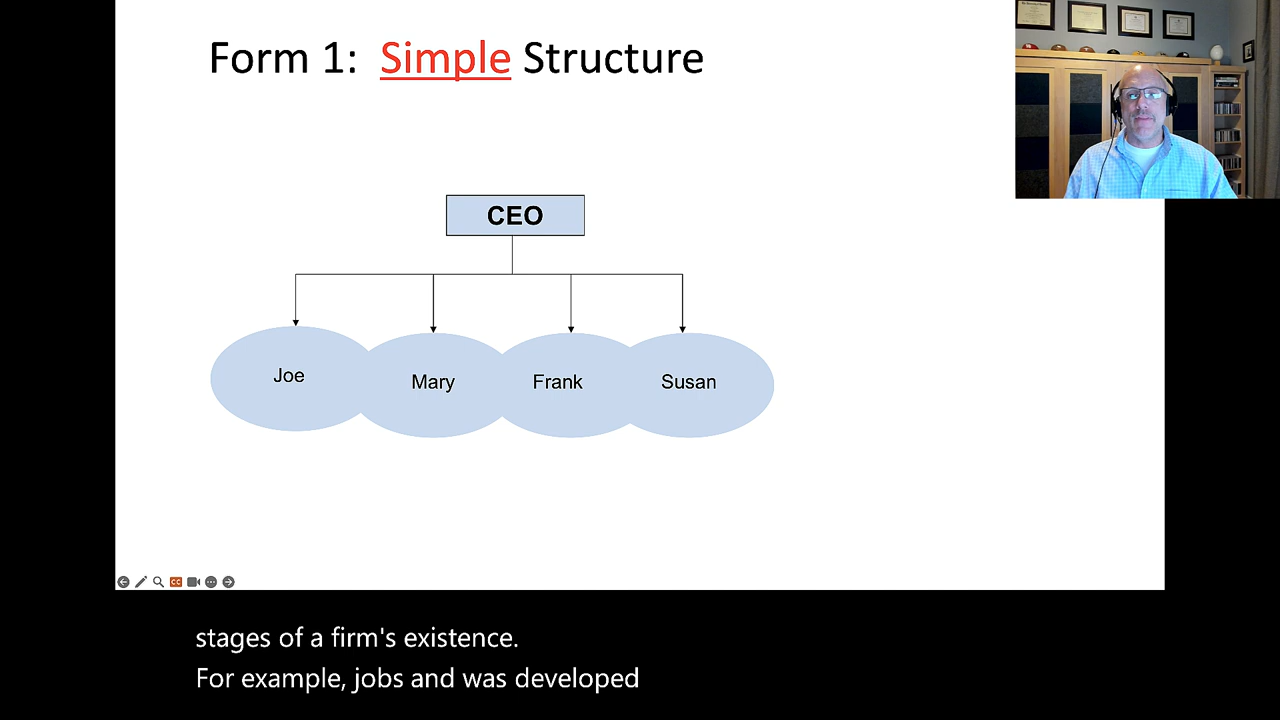 Form 1: Simple Structure
CEO
Joe
Mary
Frank
Susan
CC
stages of a firm's existence.
For example, jobs and was developed